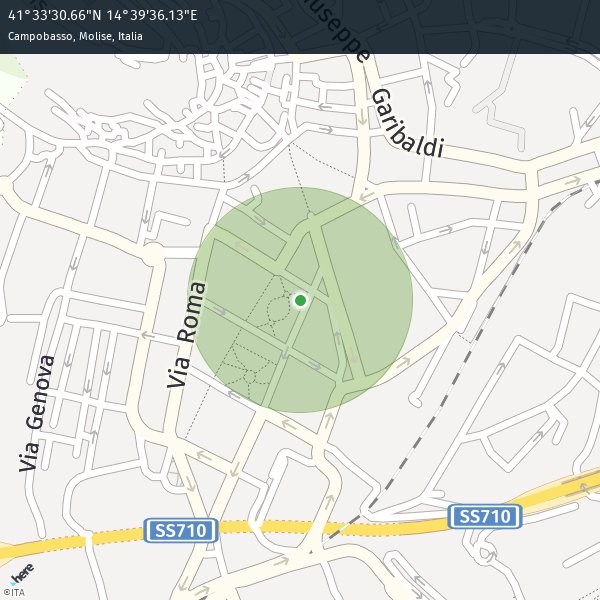 41°33'30.66"N 14°39'36.13"E
Campobasso, Molise, Italia
Giuseppe Garibaldi
Via Roma
Via Genova
SS710
SS710
here
©ITA